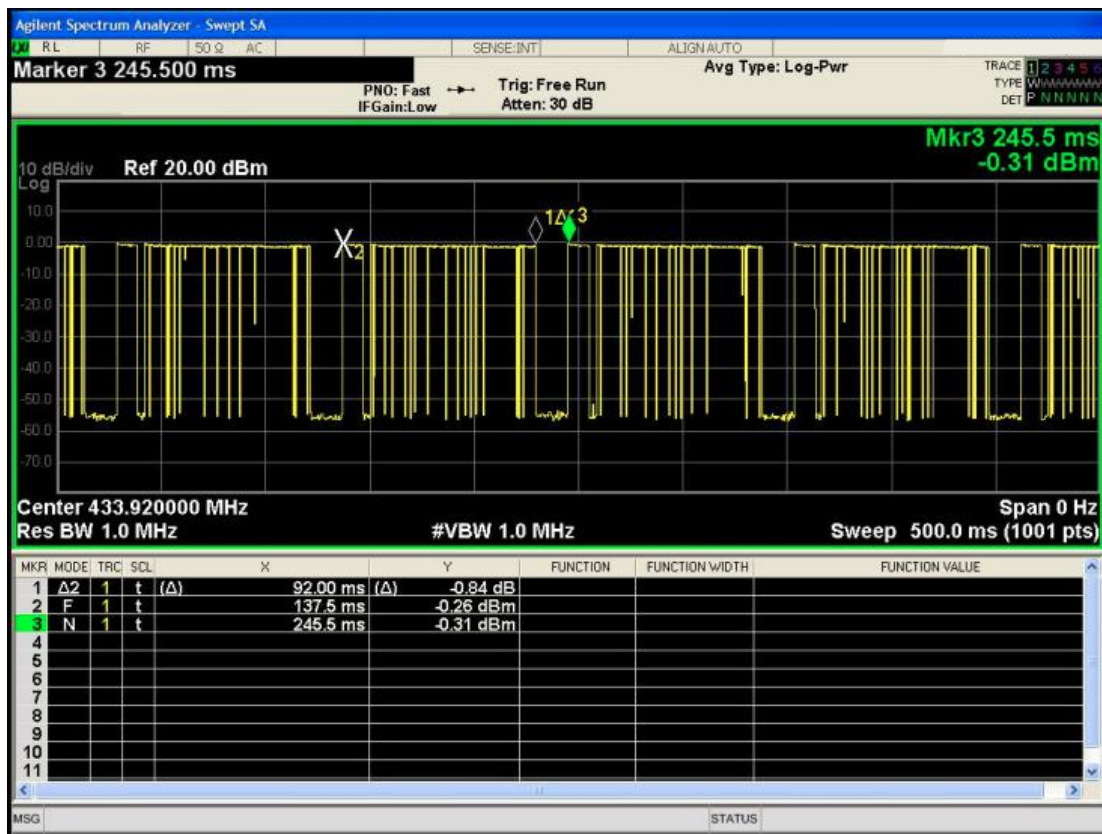 Agilent Spectrum Analyzer - Swept SA
RL RF 50 Ω AC SENSE:INT ALIGN AUTO
Marker 3 245.500 ms
Avg Type: Log-Pwr
PNO: Fast Trig: Free Run
IFGain:Low Atten: 30 dB
TRACE 1 2 3 4 5 6
TYPE WWWWWW
DET P N N N N N
Mkr3 245.5 ms
-0.31 dBm
10 dB/div Ref 20.00 dBm
Log
10.0
0.00
-10.0
-20.0
-30.0
-40.0
-50.0
-60.0
-70.0
X2
1Δ 3
Center 433.920000 MHz Span 0 Hz
Res BW 1.0 MHz #VBW 1.0 MHz Sweep 500.0 ms (1001 pts)
MKR MODE TRC SCL X Y FUNCTION FUNCTION WIDTH FUNCTION VALUE
1 Δ2 1 t (Δ) 92.00 ms (Δ) -0.84 dB
2 F 1 t 137.5 ms -0.26 dBm
3 N 1 t 245.5 ms -0.31 dBm
4
5
6
7
8
9
10
11
MSG STATUS